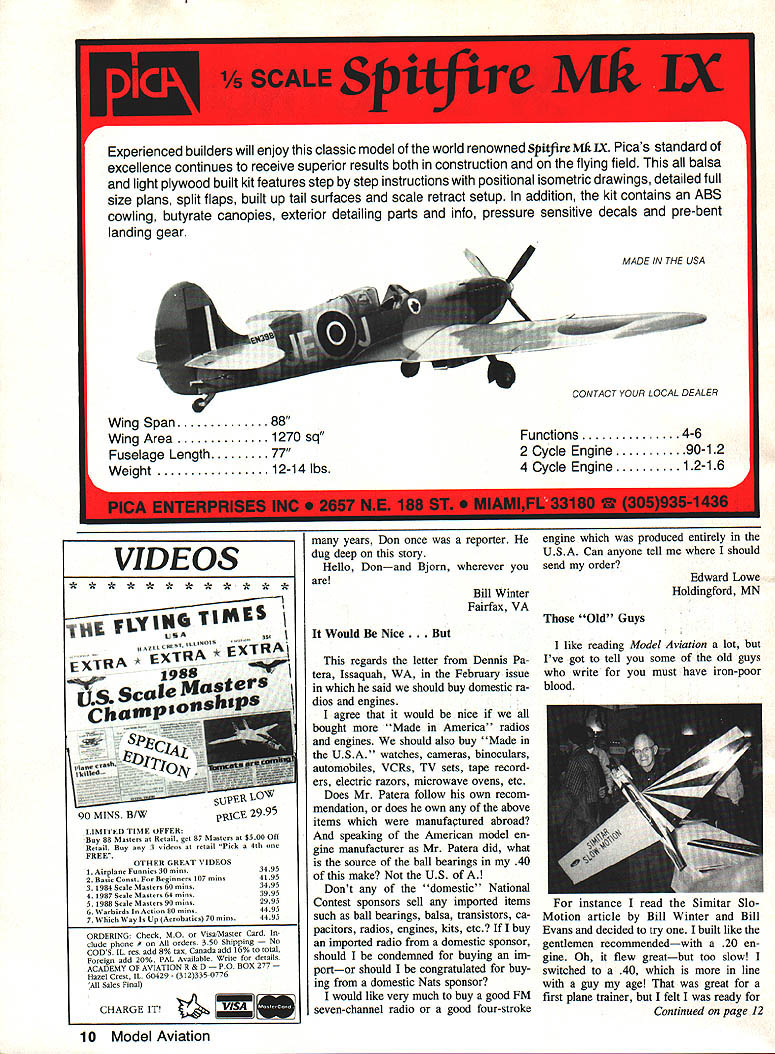 PICA
1/5 SCALE Spitfire Mk IX
Experienced builders will enjoy this classic model of the world renowned Spitfire Mk IX. Pica's standard of
excellence continues to receive superior results both in construction and on the flying field. This all balsa
and light plywood built kit features step by step instructions with positional isometric drawings, detailed full
size plans, split flaps, built up tail surfaces and scale retract setup. In addition, the kit contains an ABS
cowling, butyrate canopies, exterior detailing parts and info, pressure sensitive decals and pre-bent
landing gear.
MADE IN THE USA
EN398
JE J
CONTACT YOUR LOCAL DEALER
Wing Span.............. 88"
Wing Area .............. 1270 sq"
Fuselage Length......... 77"
Weight ................. 12-14 lbs.
Functions ............... 4-6
2 Cycle Engine ...........90-1.2
4 Cycle Engine .......... 1.2-1.6
PICA ENTERPRISES INC • 2657 N.E. 188 ST. • MIAMI,FL 33180 ☎ (305)935-1436
VIDEOS
* * * * * * * * * * * *
THE FLYING TIMES
USA
HAZEL CREST, ILLINOIS
35¢
EXTRA ★ EXTRA ★ EXTRA
1988
U.S. Scale Masters
Championships
SPECIAL
EDITION
Plane crash,
1 killed...
Tomcats are coming!
90 MINS. B/W
SUPER LOW
PRICE 29.95
LIMITED TIME OFFER:
Buy 88 Masters at Retail, get 87 Masters at $5.00 Off
Retail. Buy any 3 videos at retail "Pick a 4th one
FREE".
OTHER GREAT VIDEOS
1. Airplane Funnies 30 mins. 34.95
2. Basic Const. For Beginners 107 mins 41.95
3. 1984 Scale Masters 60 mins. 34.95
4. 1987 Scale Masters 64 mins. 39.95
5. 1988 Scale Masters 90 mins. 29.95
6. Warbirds In Action 80 mins. 44.95
7. Which Way Is Up (Aerobatics) 70 mins. 44.95
ORDERING: Check, M.O. or Visa/Master Card. In-
clude phone # on All orders. 3.50 Shipping — No
COD'S. IL. res. add 8% tax. Canada add 16% to total,
Foreign add 20%. PAL Available. Write for details.
ACADEMY OF AVIATION R & D — P.O. BOX 277 —
Hazel Crest, IL. 60429 · (312)335-0776
'All Sales Final)
CHARGE IT!
VISA
MasterCard
many years, Don once was a reporter. He
dug deep on this story.
Hello, Don—and Bjorn, wherever you
are!
Bill Winter
Fairfax, VA
It Would Be Nice . . . But
This regards the letter from Dennis Pa-
tera, Issaquah, WA, in the February issue
in which he said we should buy domestic ra-
dios and engines.
I agree that it would be nice if we all
bought more "Made in America" radios
and engines. We should also buy "Made in
the U.S.A." watches, cameras, binoculars,
automobiles, VCRs, TV sets, tape record-
ers, electric razors, microwave ovens, etc.
Does Mr. Patera follow his own recom-
mendation, or does he own any of the above
items which were manufactured abroad?
And speaking of the American model en-
gine manufacturer as Mr. Patera did, what
is the source of the ball bearings in my .40
of this make? Not the U.S. of A.!
Don't any of the "domestic" National
Contest sponsors sell any imported items
such as ball bearings, balsa, transistors, ca-
pacitors, radios, engines, kits, etc.? If I buy
an imported radio from a domestic sponsor,
should I be condemned for buying an im-
port—or should I be congratulated for buy-
ing from a domestic Nats sponsor?
I would like very much to buy a good FM
seven-channel radio or a good four-stroke
engine which was produced entirely in the
U.S.A. Can anyone tell me where I should
send my order?
Edward Lowe
Holdingford, MN
Those "Old" Guys
I like reading Model Aviation a lot, but
I've got to tell you some of the old guys
who write for you must have iron-poor
blood.
SIMITAR
SLOW MOTION
For instance I read the Simitar Slo-
Motion article by Bill Winter and Bill
Evans and decided to try one. I built like the
gentlemen recommended—with a .20 en-
gine. Oh, it flew great—but too slow! I
switched to a .40, which is more in line
with a guy my age! That was great for a
first plane trainer, but I felt I was ready for
Continued on page 12
10 Model Aviation